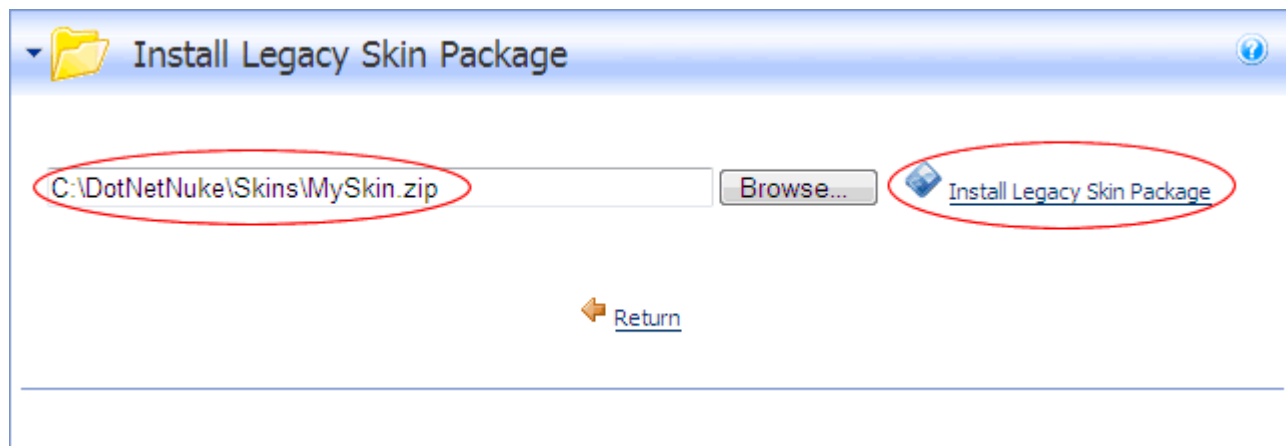 Install Legacy Skin Package
C:\DotNetNuke\Skins\MySkin.zip Browse... Install Legacy Skin Package
Return